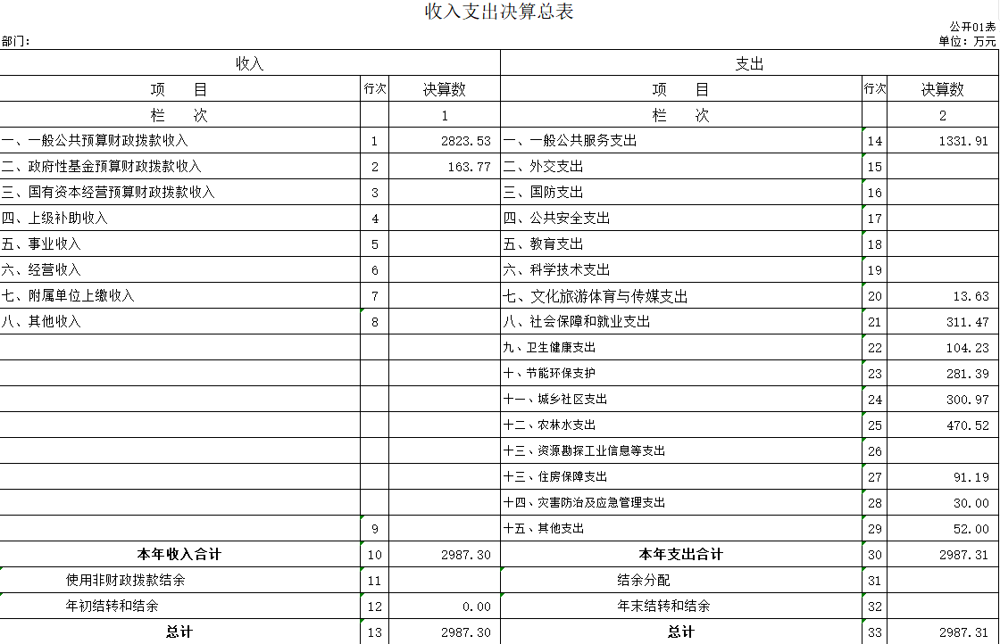 收入支出决算总表
公开01表
部门： 单位：万元
收入 支出
项 目 行次 决算数 项 目 行次 决算数
栏 次 1 栏 次 2
一、一般公共预算财政拨款收入 1 2823.53 一、一般公共服务支出 14 1331.91
二、政府性基金预算财政拨款收入 2 163.77 二、外交支出 15
三、国有资本经营预算财政拨款收入 3 三、国防支出 16
四、上级补助收入 4 四、公共安全支出 17
五、事业收入 5 五、教育支出 18
六、经营收入 6 六、科学技术支出 19
七、附属单位上缴收入 7 七、文化旅游体育与传媒支出 20 13.63
八、其他收入 8 八、社会保障和就业支出 21 311.47
九、卫生健康支出 22 104.23
十、节能环保支护 23 281.39
十一、城乡社区支出 24 300.97
十二、农林水支出 25 470.52
十三、资源勘探工业信息等支出 26
十三、住房保障支出 27 91.19
十四、灾害防治及应急管理支出 28 30.00
9 十五、其他支出 29 52.00
本年收入合计 10 2987.30 本年支出合计 30 2987.31
使用非财政拨款结余 11 结余分配 31
年初结转和结余 12 0.00 年末结转和结余 32
总计 13 2987.30 总计 33 2987.31